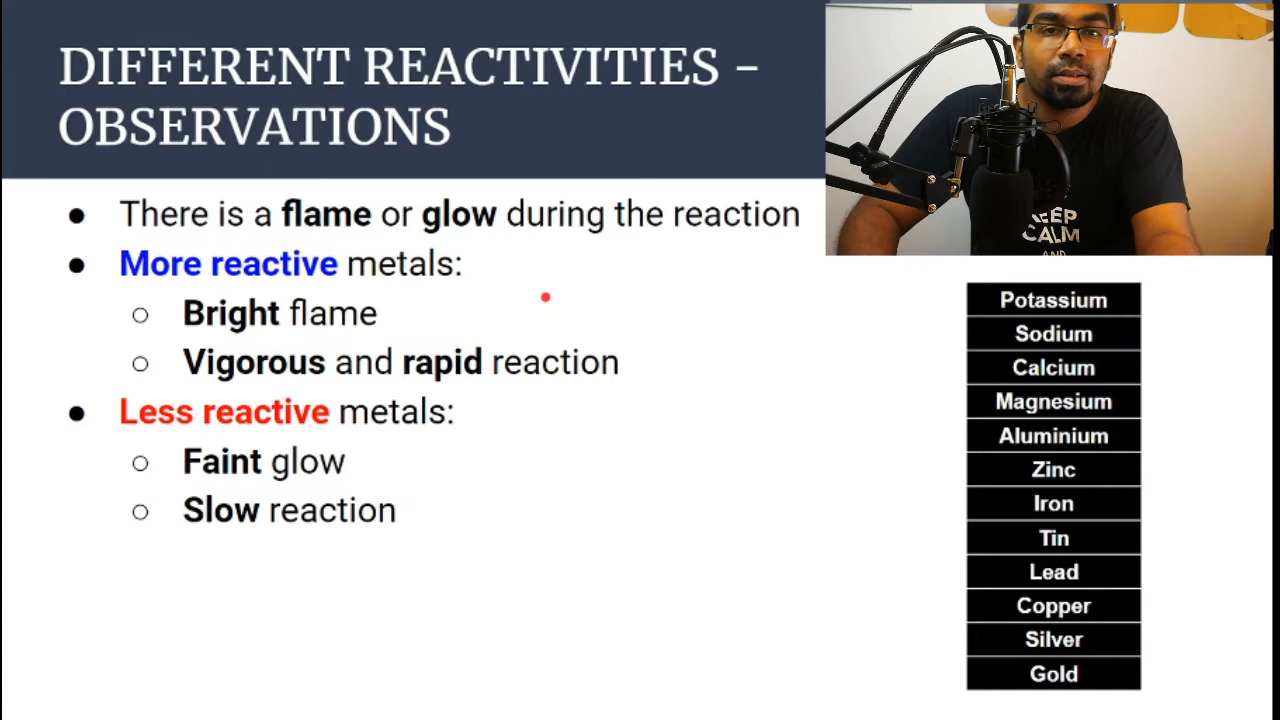 DIFFERENT REACTIVITIES -
OBSERVATIONS
● There is a flame or glow during the reaction
● More reactive metals:
○ Bright flame
○ Vigorous and rapid reaction
● Less reactive metals:
○ Faint glow
○ Slow reaction
KEEP
CALM
AND
Potassium
Sodium
Calcium
Magnesium
Aluminium
Zinc
Iron
Tin
Lead
Copper
Silver
Gold